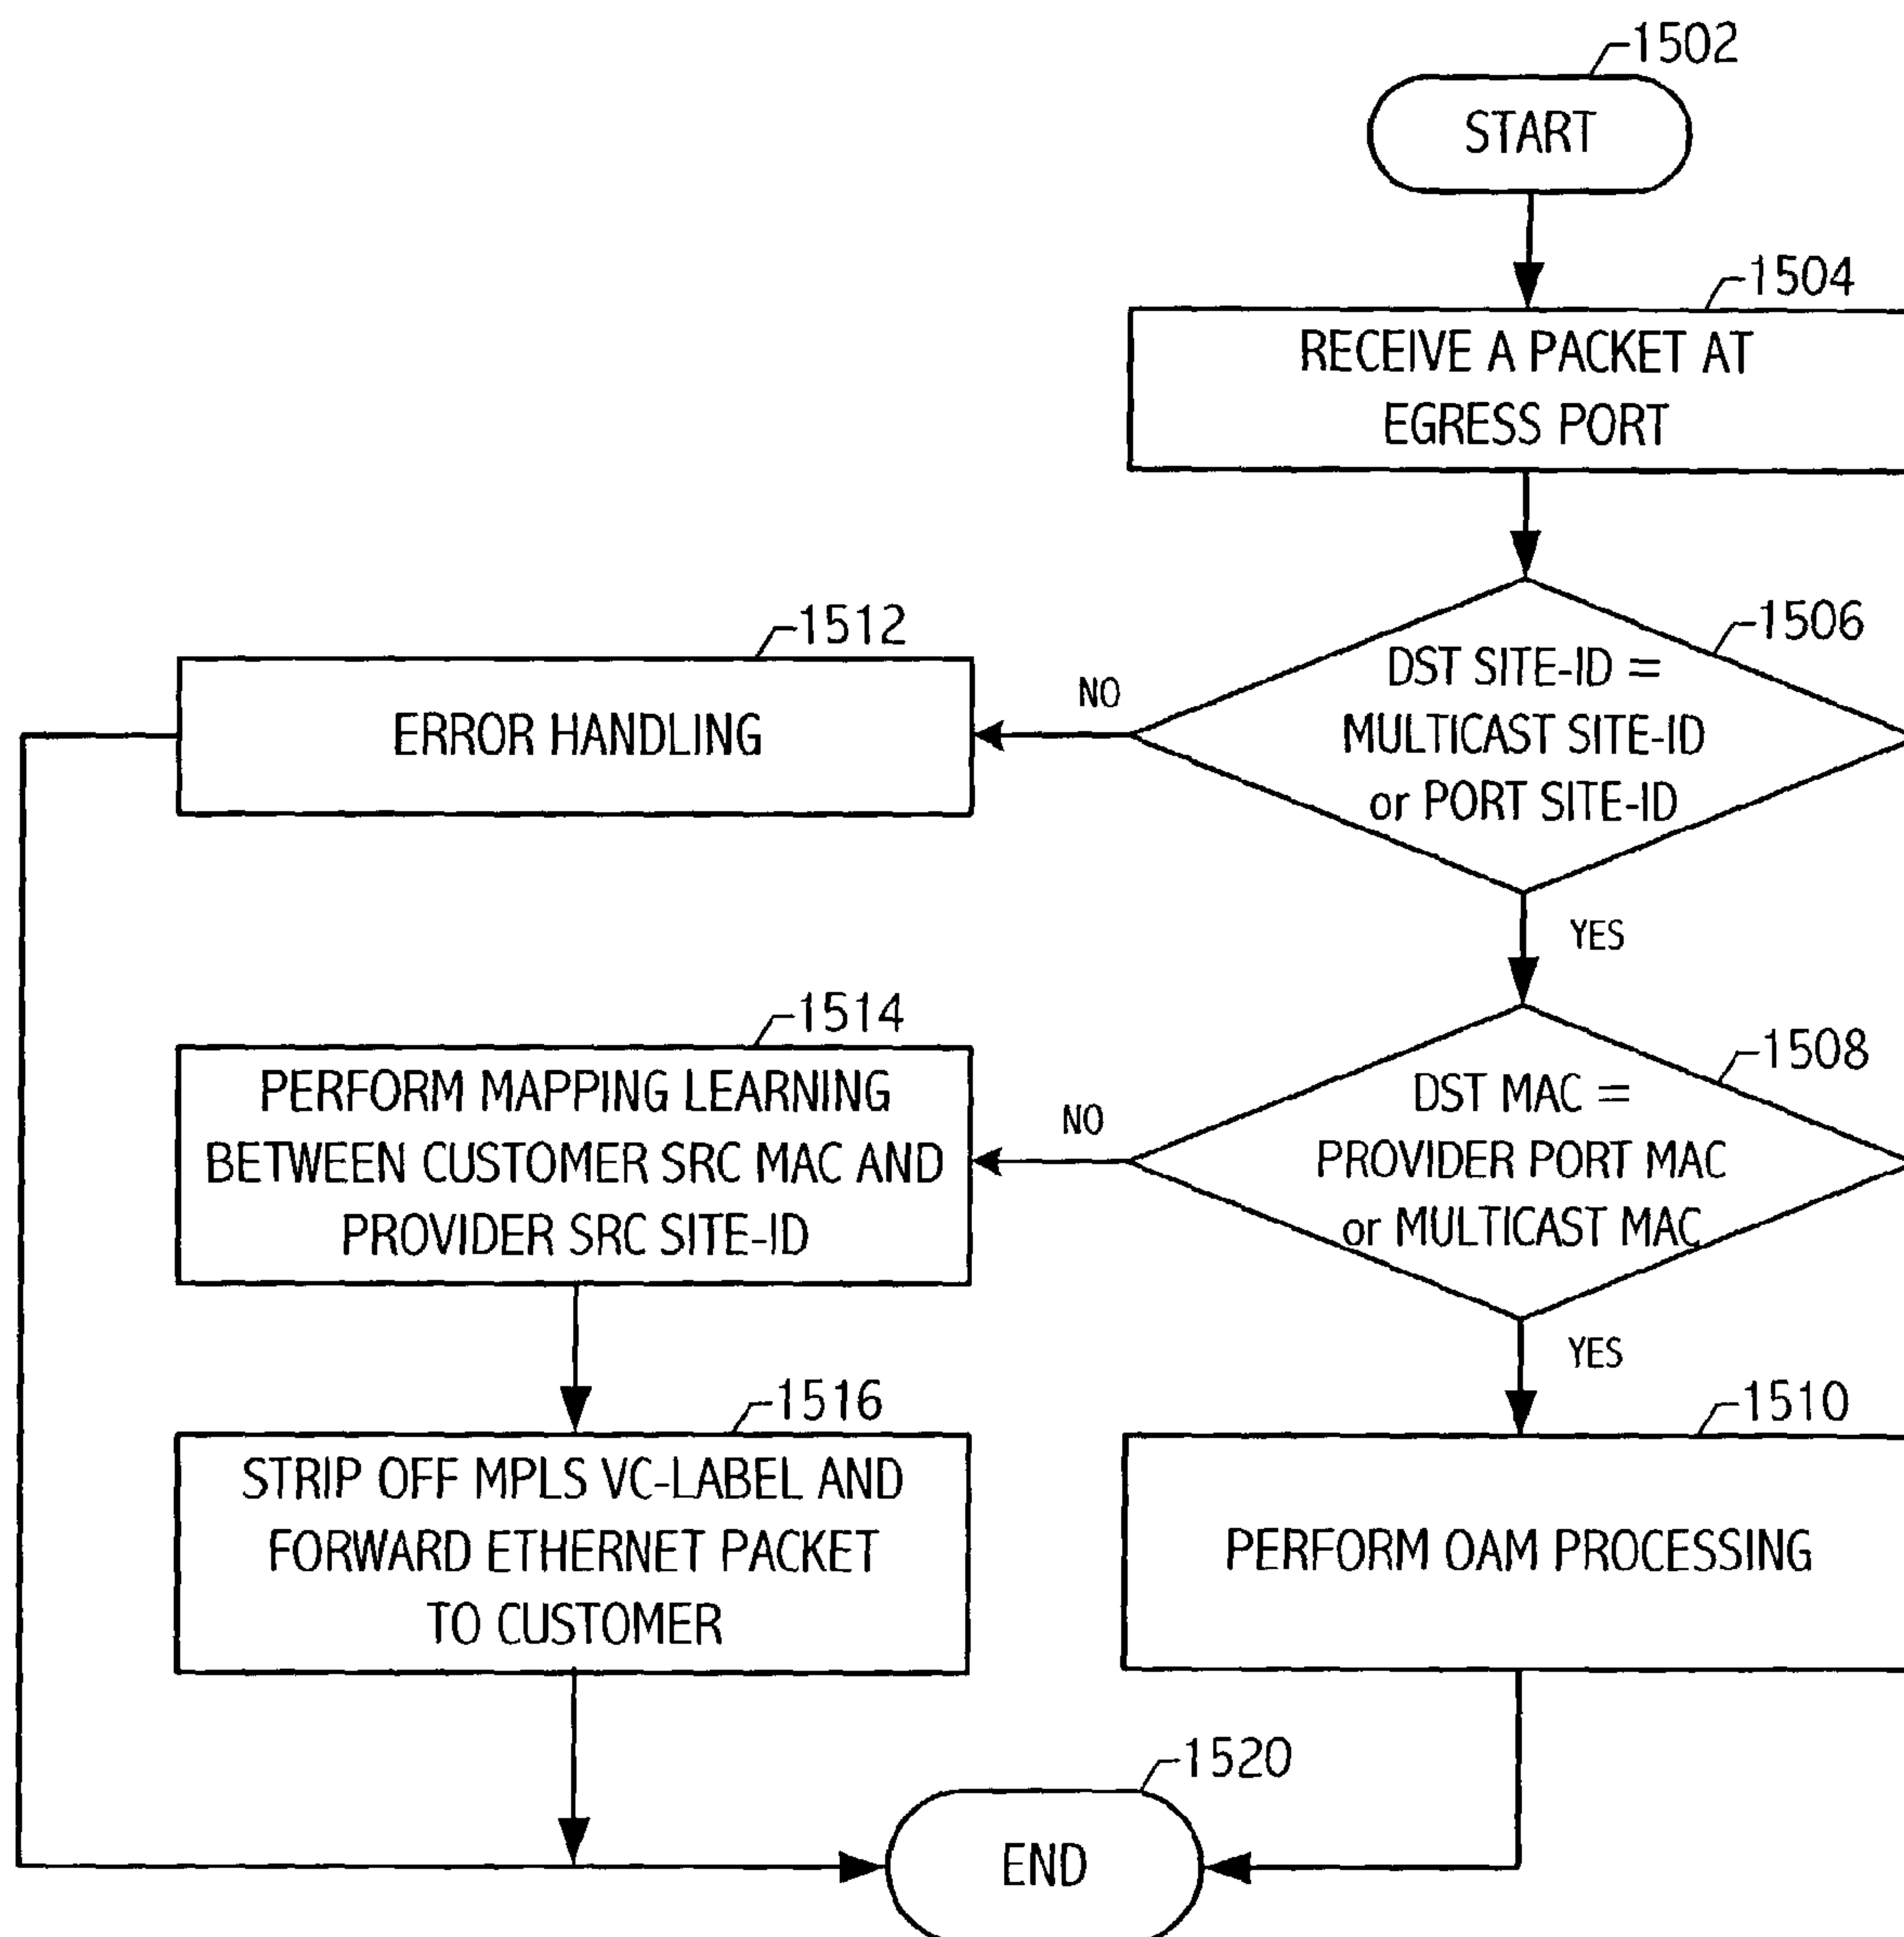 1502
START
1504
RECEIVE A PACKET AT
EGRESS PORT
1506
DST SITE-ID =
MULTICAST SITE-ID
or PORT SITE-ID
NO
1512
ERROR HANDLING
YES
1508
DST MAC =
PROVIDER PORT MAC
or MULTICAST MAC
NO
1514
PERFORM MAPPING LEARNING
BETWEEN CUSTOMER SRC MAC AND
PROVIDER SRC SITE-ID
YES
1516
STRIP OFF MPLS VC-LABEL AND
FORWARD ETHERNET PACKET
TO CUSTOMER
1510
PERFORM OAM PROCESSING
1520
END